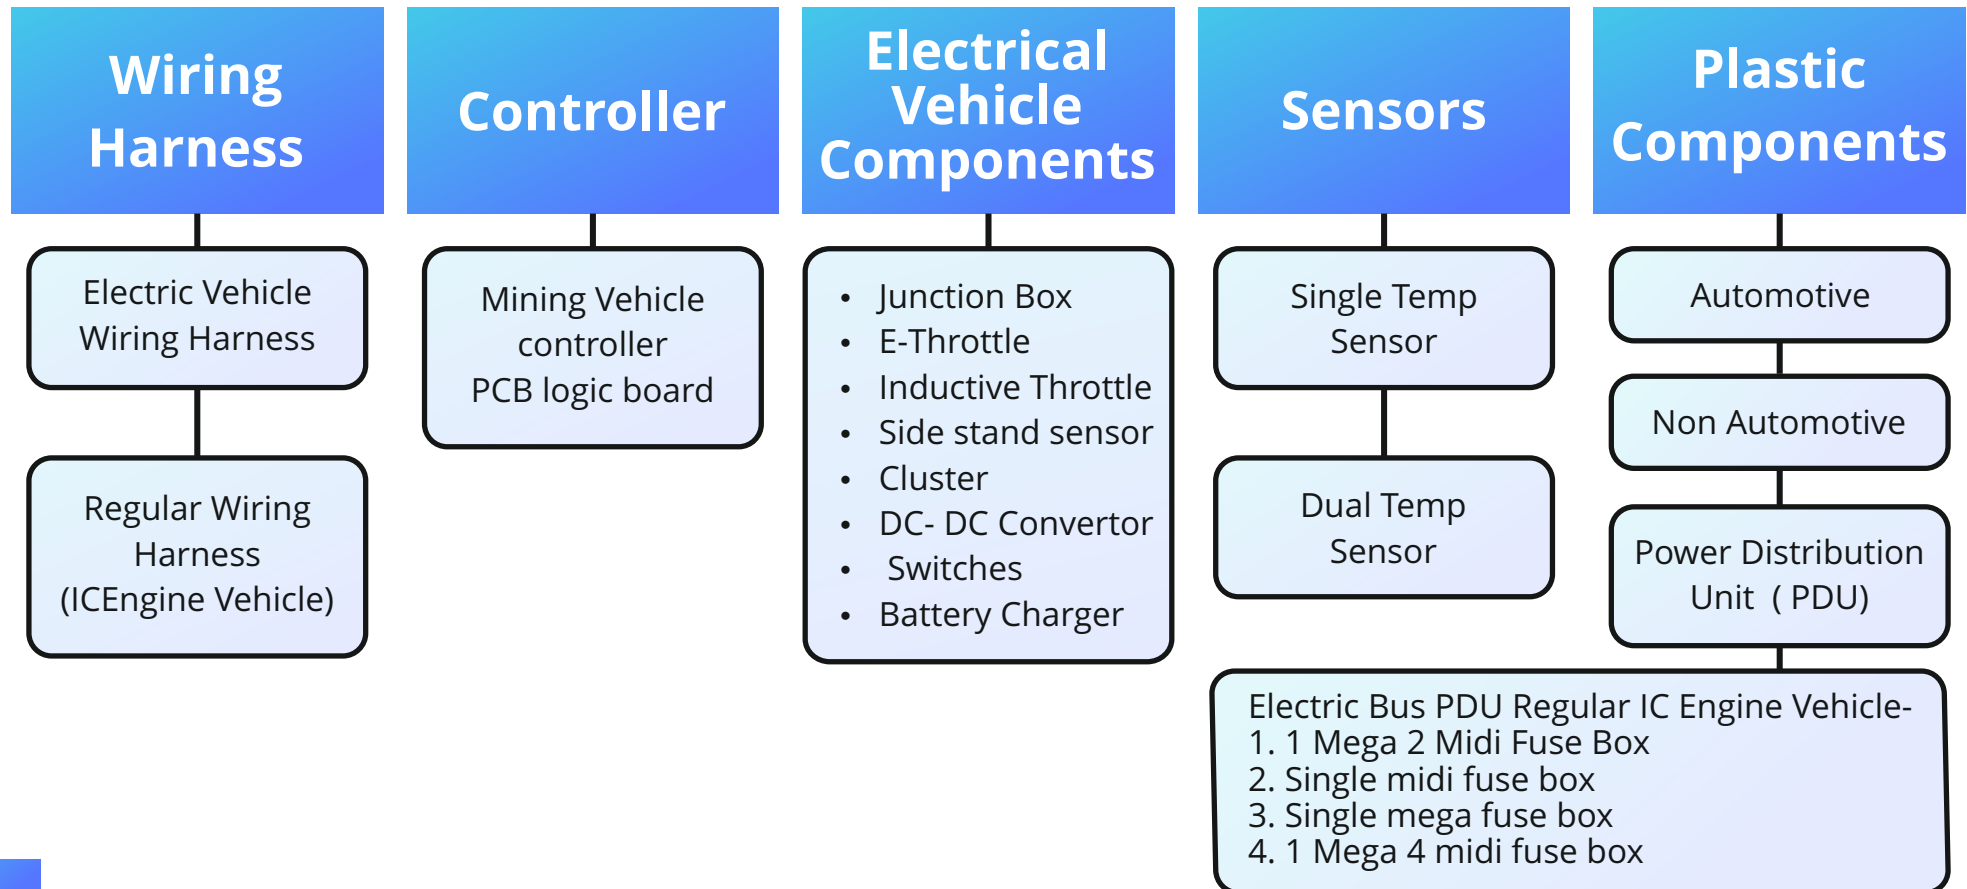 Wiring
Harness
Electric Vehicle
Wiring Harness
Regular Wiring
Harness
(ICEngine Vehicle)
Controller
Mining Vehicle
controller
PCB logic board
Electrical
Vehicle
Components
• Junction Box
• E-Throttle
• Inductive Throttle
• Side stand sensor
• Cluster
• DC- DC Convertor
• Switches
• Battery Charger
Sensors
Single Temp
Sensor
Dual Temp
Sensor
Plastic
Components
Automotive
Non Automotive
Power Distribution
Unit ( PDU)
Electric Bus PDU Regular IC Engine Vehicle-
1. 1 Mega 2 Midi Fuse Box
2. Single midi fuse box
3. Single mega fuse box
4. 1 Mega 4 midi fuse box